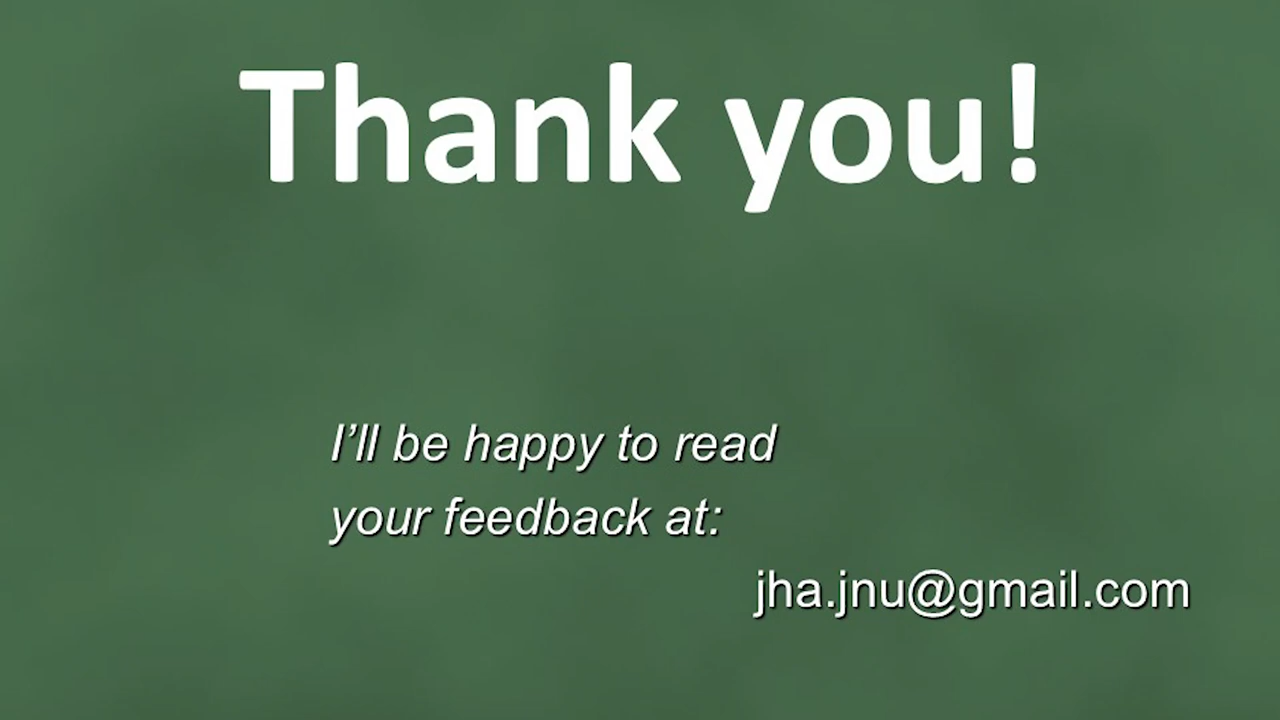 Thank you!
I’ll be happy to read
your feedback at:
jha.jnu@gmail.com